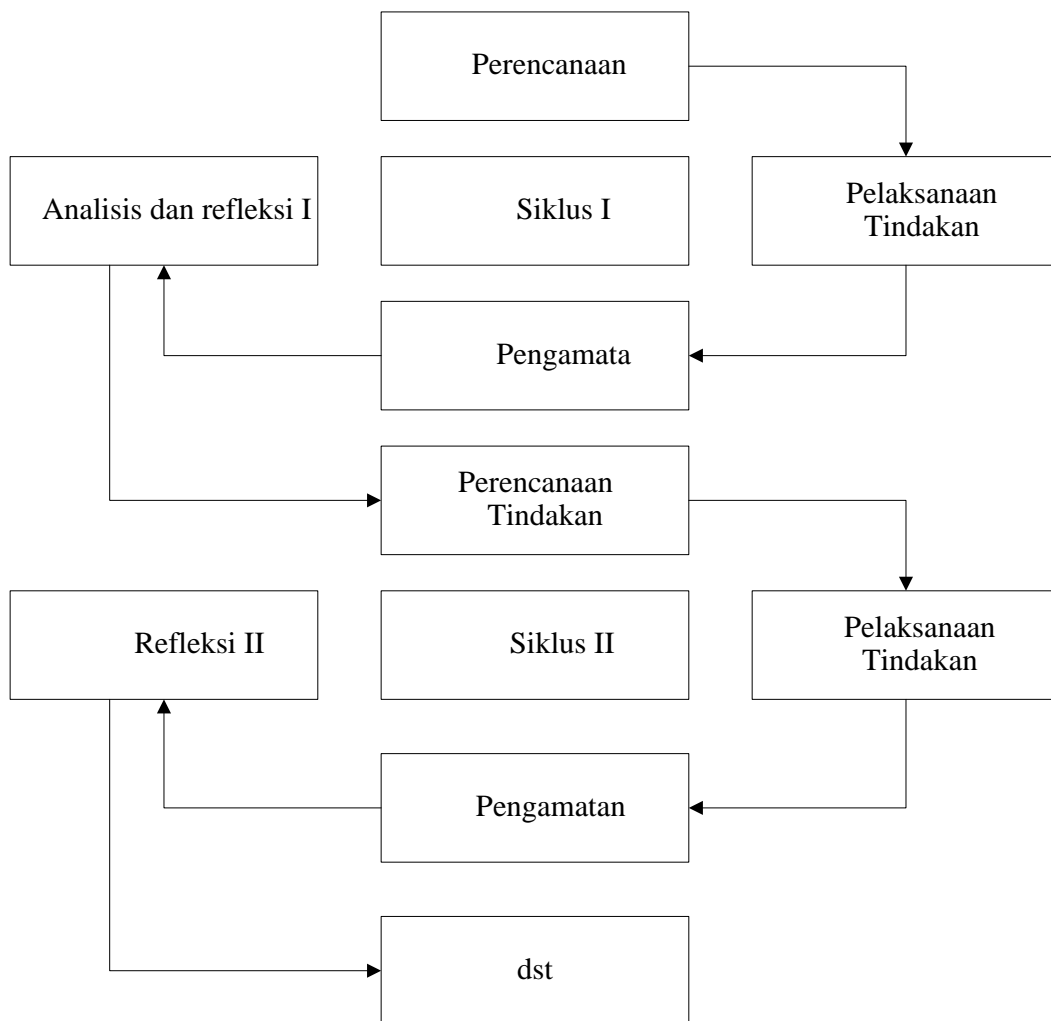 Perencanaan
Analisis dan refleksi I
Siklus I
Pelaksanaan
Tindakan
Pengamata
Perencanaan
Tindakan
Refleksi II
Siklus II
Pelaksanaan
Tindakan
Pengamatan
dst